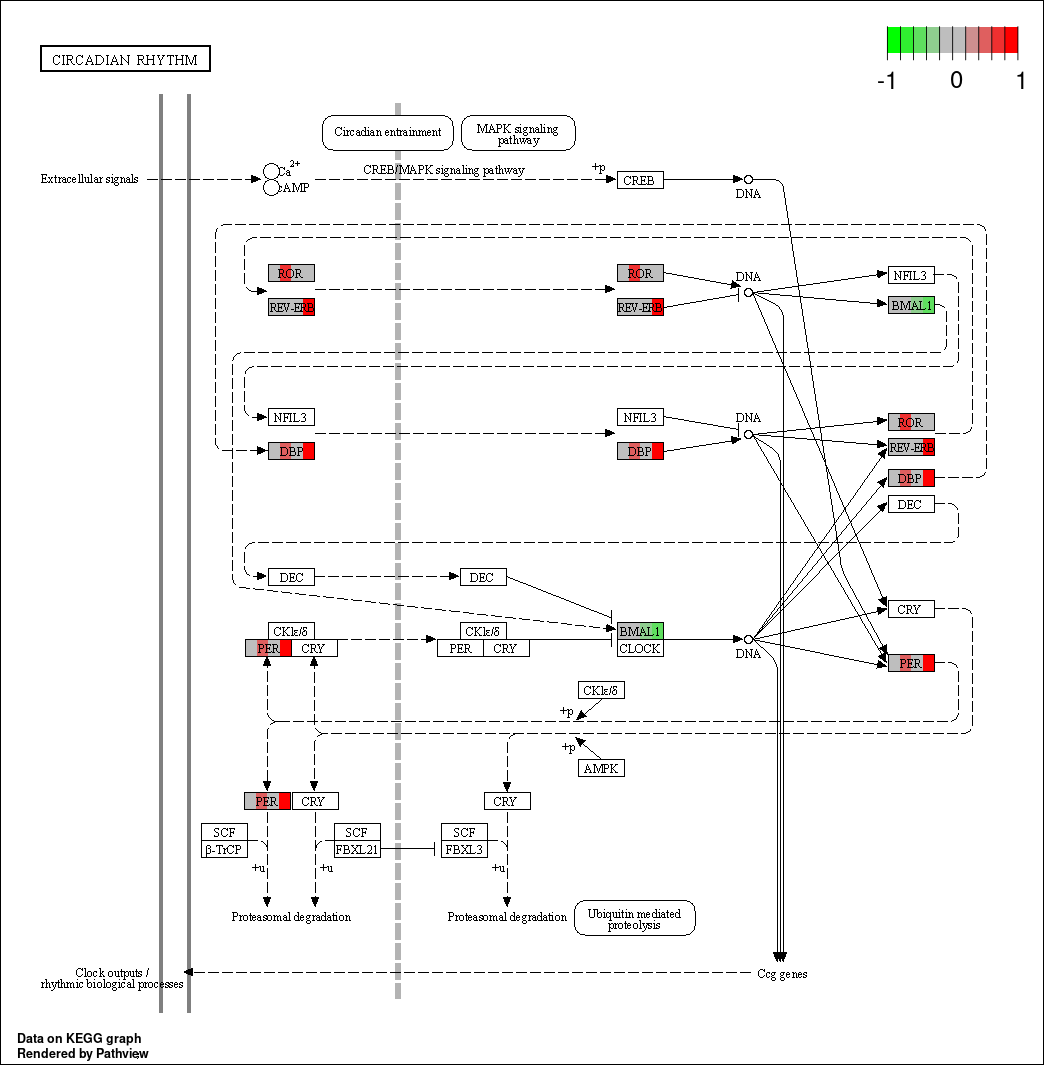 CIRCADIAN RHYTHM
-1 0 1
Circadian entrainment
MAPK signaling
pathway
Extracellular signals
Ca 2+
cAMP
CREB/MAPK signaling pathway
+p
CREB
DNA
ROR
REV-ERB
ROR
REV-ERB
DNA
NFIL3
BMAL1
NFIL3
DBP
NFIL3
DBP
DNA
ROR
REV-ERB
DBP
DEC
DEC
DEC
CKIε/δ
PER
CRY
CKIε/δ
PER
CRY
BMAL1
CLOCK
DNA
CRY
PER
CKIε/δ
+p
+p
AMPK
PER
CRY
CRY
SCF
β-TrCP
SCF
FBXL21
SCF
FBXL3
+u
+u
+u
Proteasomal degradation
Proteasomal degradation
Ubiquitin mediated
proteolysis
Clock outputs /
rhythmic biological processes
Ccg genes
Data on KEGG graph
Rendered by Pathview